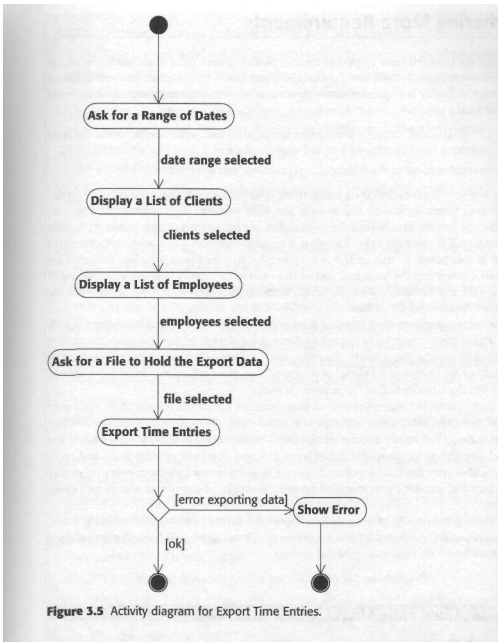 Ask for a Range of Dates
date range selected
Display a List of Clients
clients selected
Display a List of Employees
employees selected
Ask for a File to Hold the Export Data
file selected
Export Time Entries
[error exporting data]
Show Error
[ok]
Figure 3.5 Activity diagram for Export Time Entries.